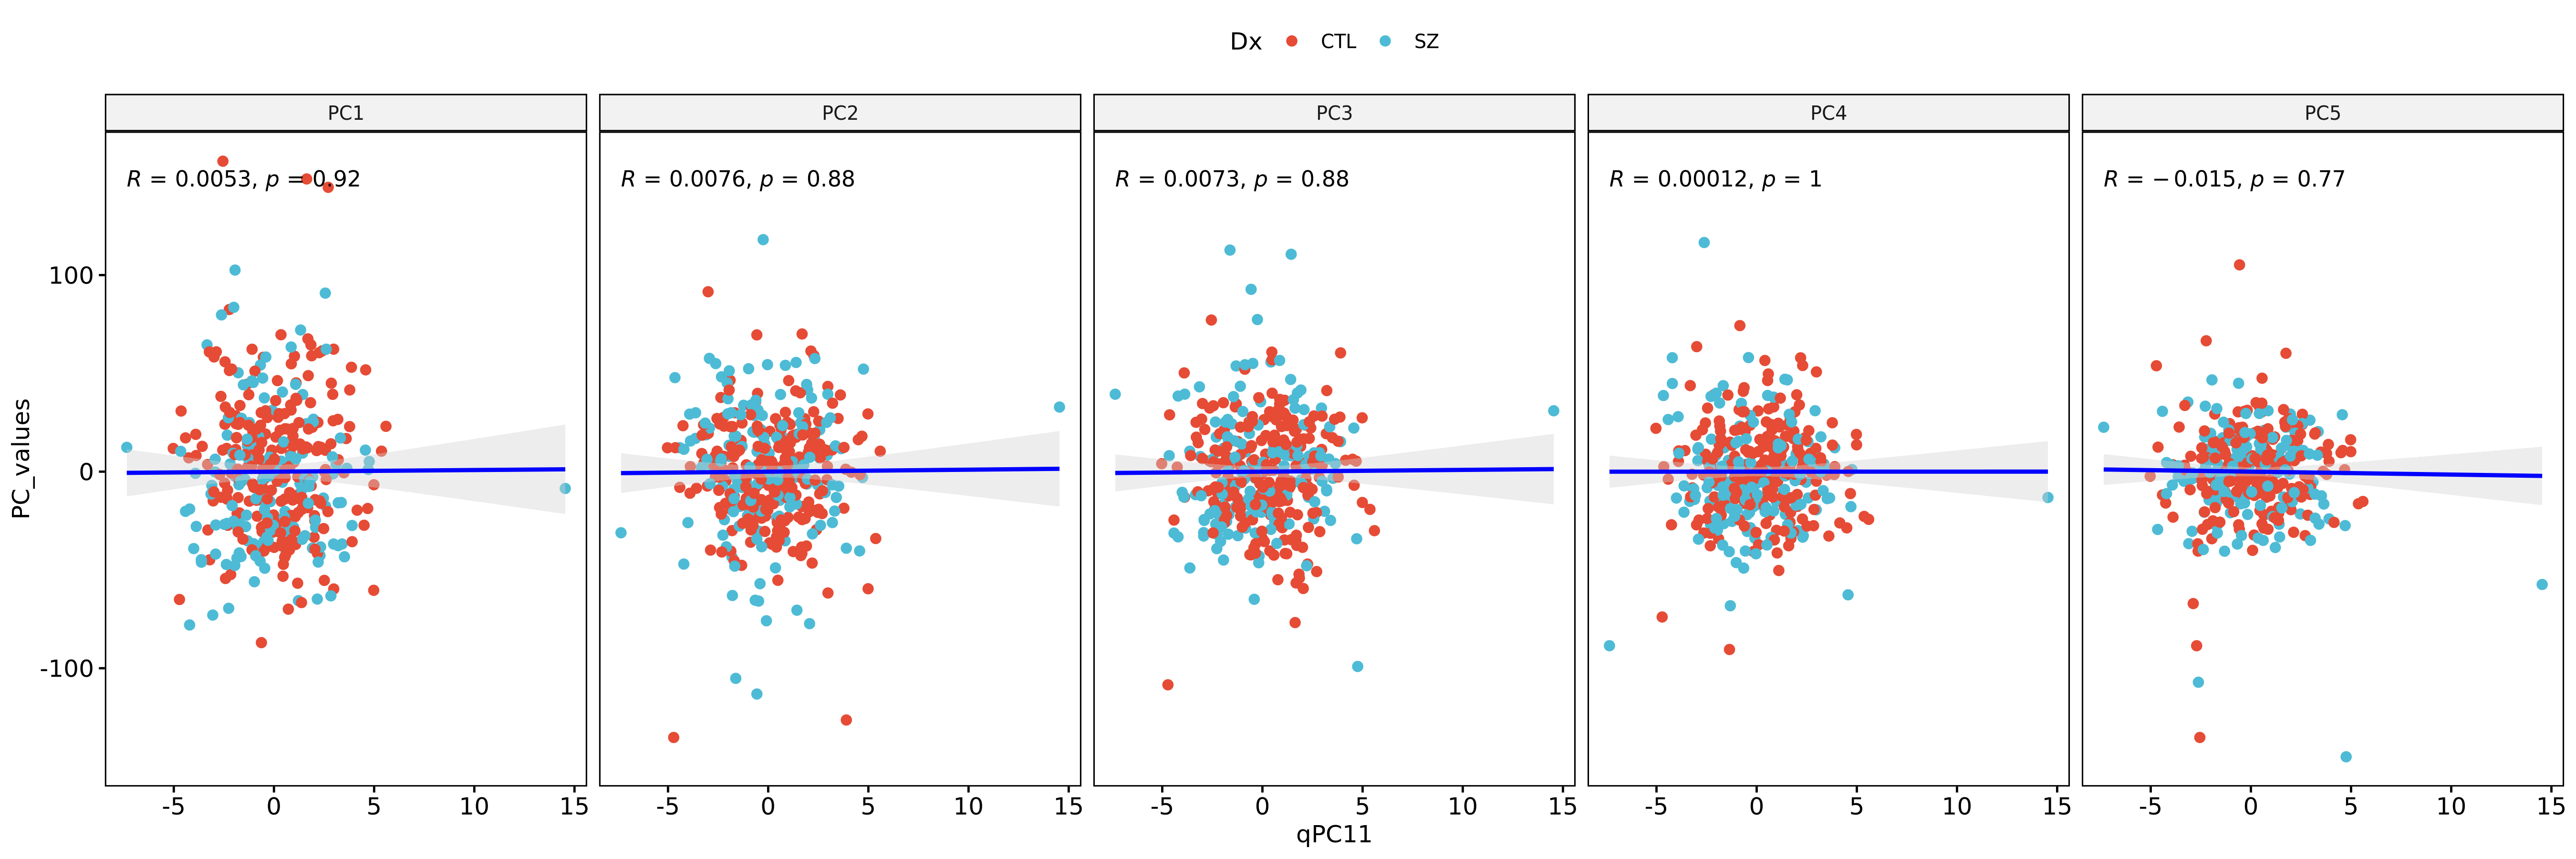 Dx CTL SZ
PC1 PC2 PC3 PC4 PC5
R = 0.0053, p = 0.92 R = 0.0076, p = 0.88 R = 0.0073, p = 0.88 R = 0.00012, p = 1 R = −0.015, p = 0.77
100
0
-100
PC_values
-5 0 5 10 15 -5 0 5 10 15 -5 0 5 10 15 -5 0 5 10 15 -5 0 5 10 15
qPC11